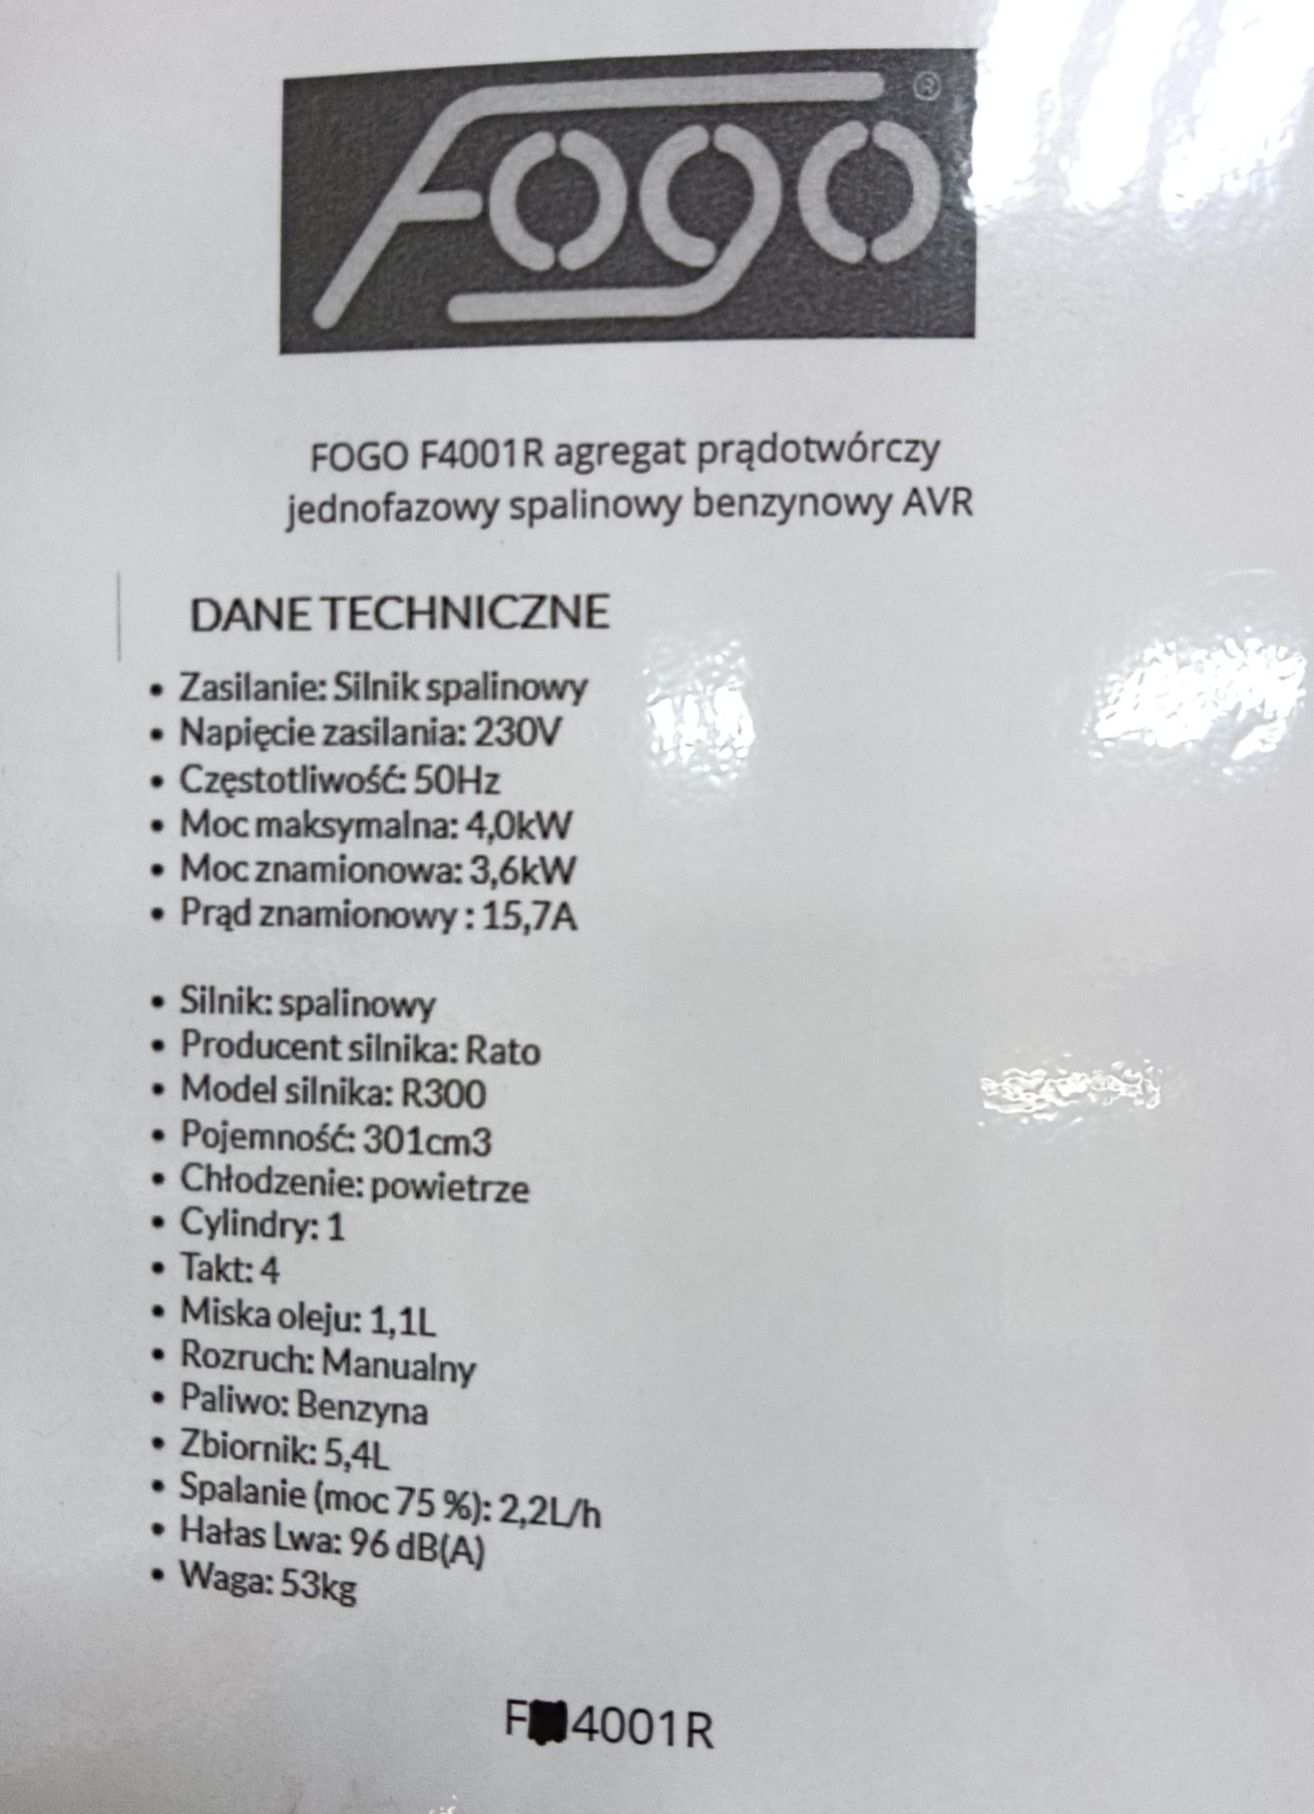 Fogo®
FOGO F4001R agregat prądotwórczy
jednofazowy spalinowy benzynowy AVR
DANE TECHNICZNE
• Zasilanie: Silnik spalinowy
• Napięcie zasilania: 230V
• Częstotliwość: 50Hz
• Moc maksymalna: 4,0kW
• Moc znamionowa: 3,6kW
• Prąd znamionowy : 15,7A
• Silnik: spalinowy
• Producent silnika: Rato
• Model silnika: R300
• Pojemność: 301cm3
• Chłodzenie: powietrze
• Cylindry: 1
• Takt: 4
• Miska oleju: 1,1L
• Rozruch: Manualny
• Paliwo: Benzyna
• Zbiornik: 5,4L
• Spalanie (moc 75 %): 2,2L/h
• Hałas Lwa: 96 dB(A)
• Waga: 53kg
F 4001R